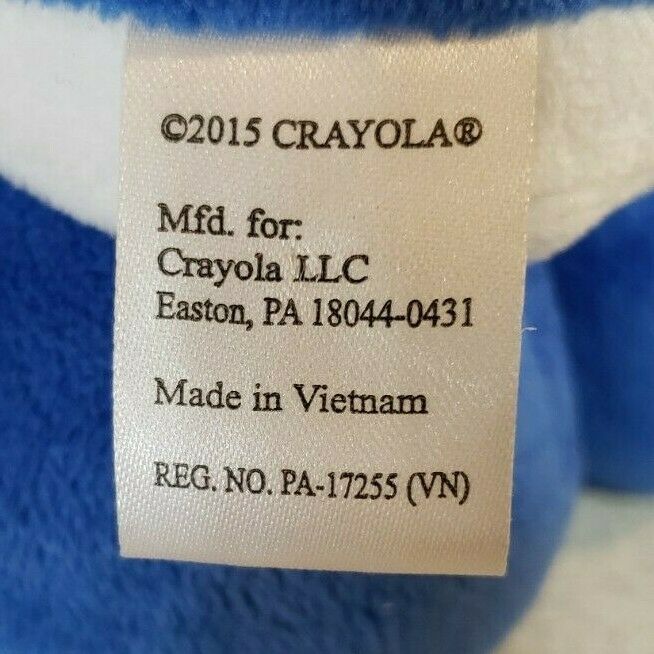 ©2015 CRAYOLA®
Mfd. for:
Crayola LLC
Easton, PA 18044-0431
Made in Vietnam
REG. NO. PA-17255 (VN)